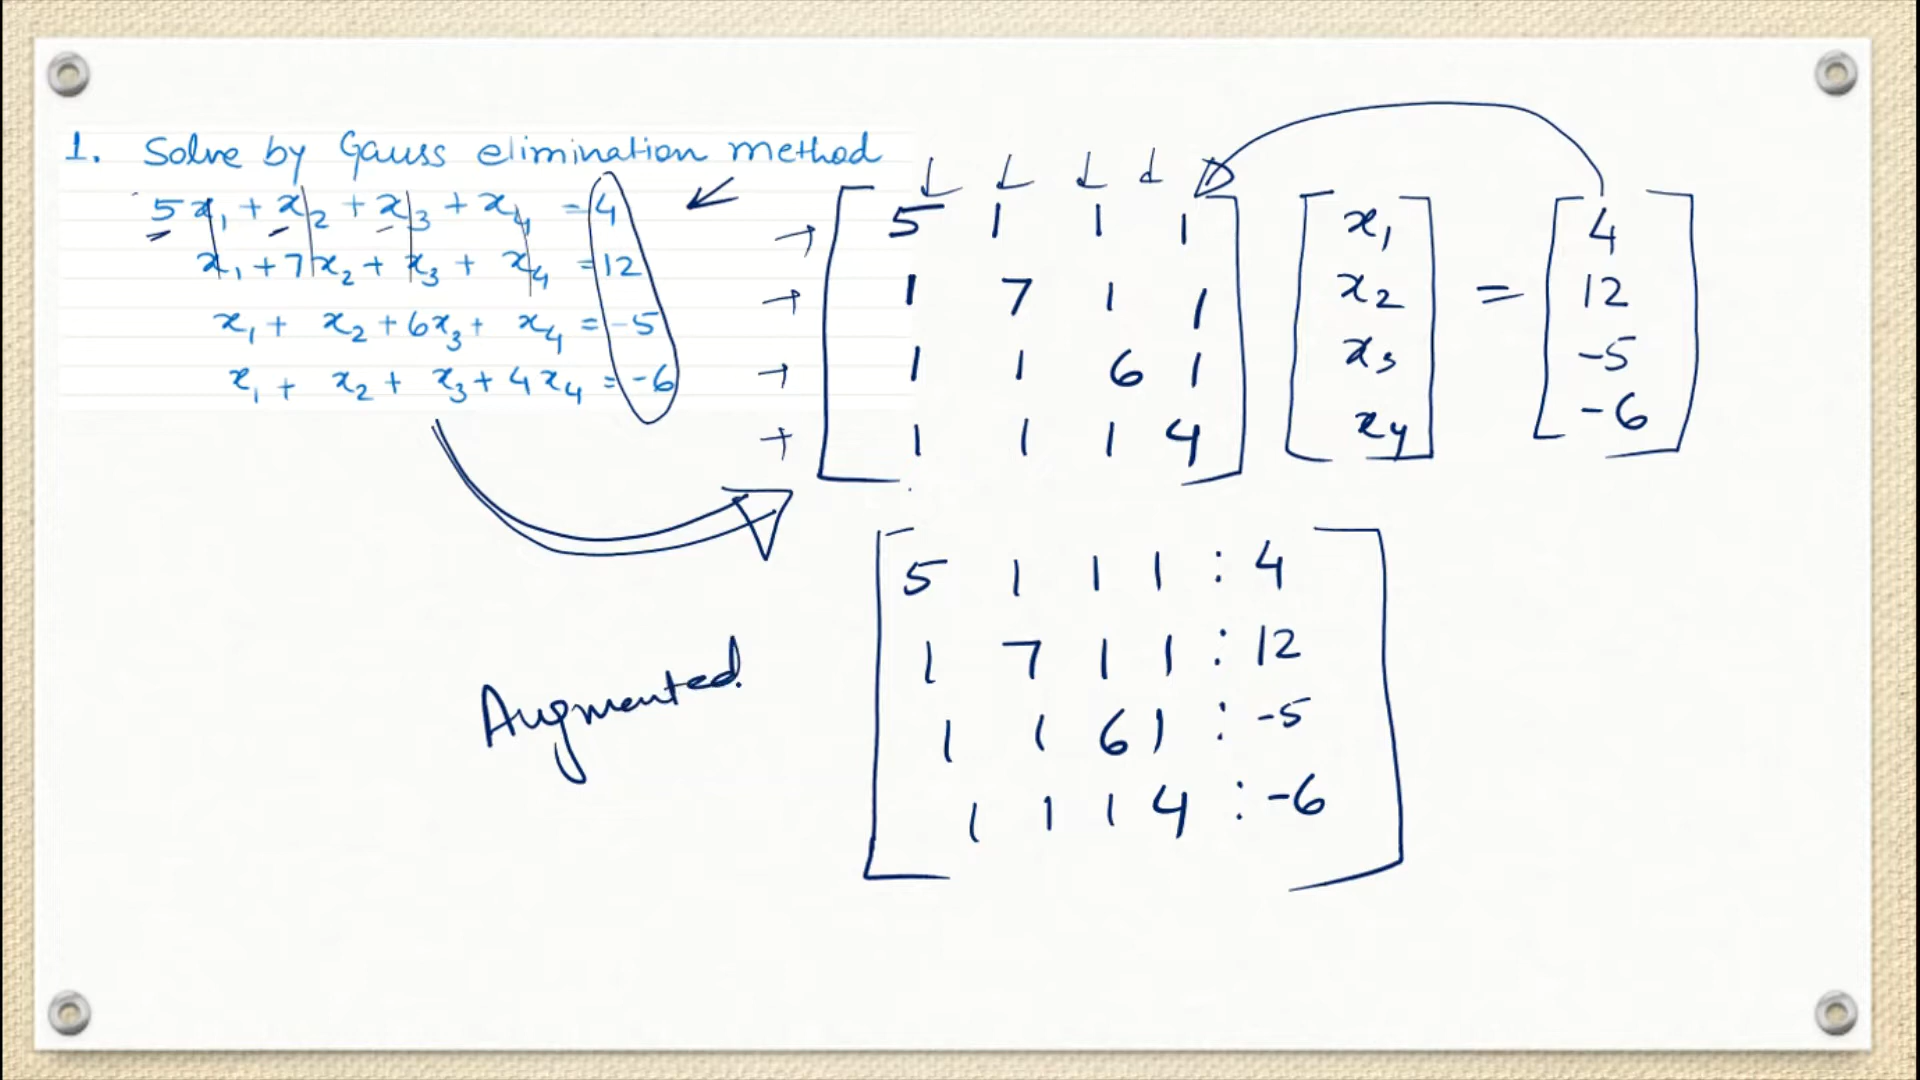 1. Solve by Gauss elimination method
5x₁ + x₂ + x₃ + x₄ = 4
x₁ + 7x₂ + x₃ + x₄ = 12
x₁ + x₂ + 6x₃ + x₄ = -5
x₁ + x₂ + x₃ + 4x₄ = -6
5 1 1 1 x₁ 4
1 7 1 1 x₂ = 12
1 1 6 1 x₃ -5
1 1 1 4 x₄ -6
Augmented
5 1 1 1 : 4
1 7 1 1 : 12
1 1 6 1 : -5
1 1 1 4 : -6